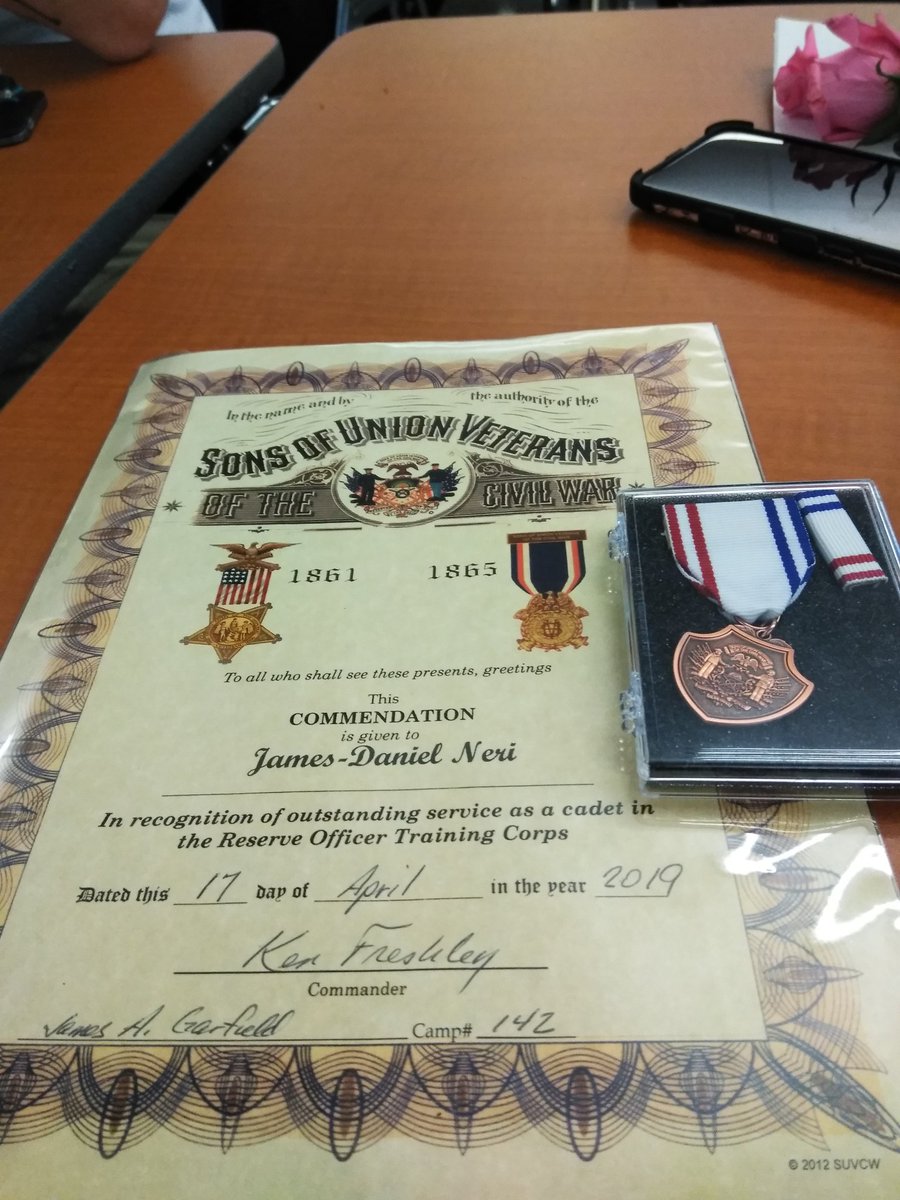 In the name and by the authority of the
SONS OF UNION VETERANS
OF THE CIVIL WAR
1861 1865
To all who shall see these presents, greetings
This
COMMENDATION
is given to
James-Daniel Neri
In recognition of outstanding service as a cadet in
the Reserve Officer Training Corps
Dated this 17 day of April in the year 2019
Ken Freshley
Commander
James A. Garfield Camp# 142
© 2012 SUVCW